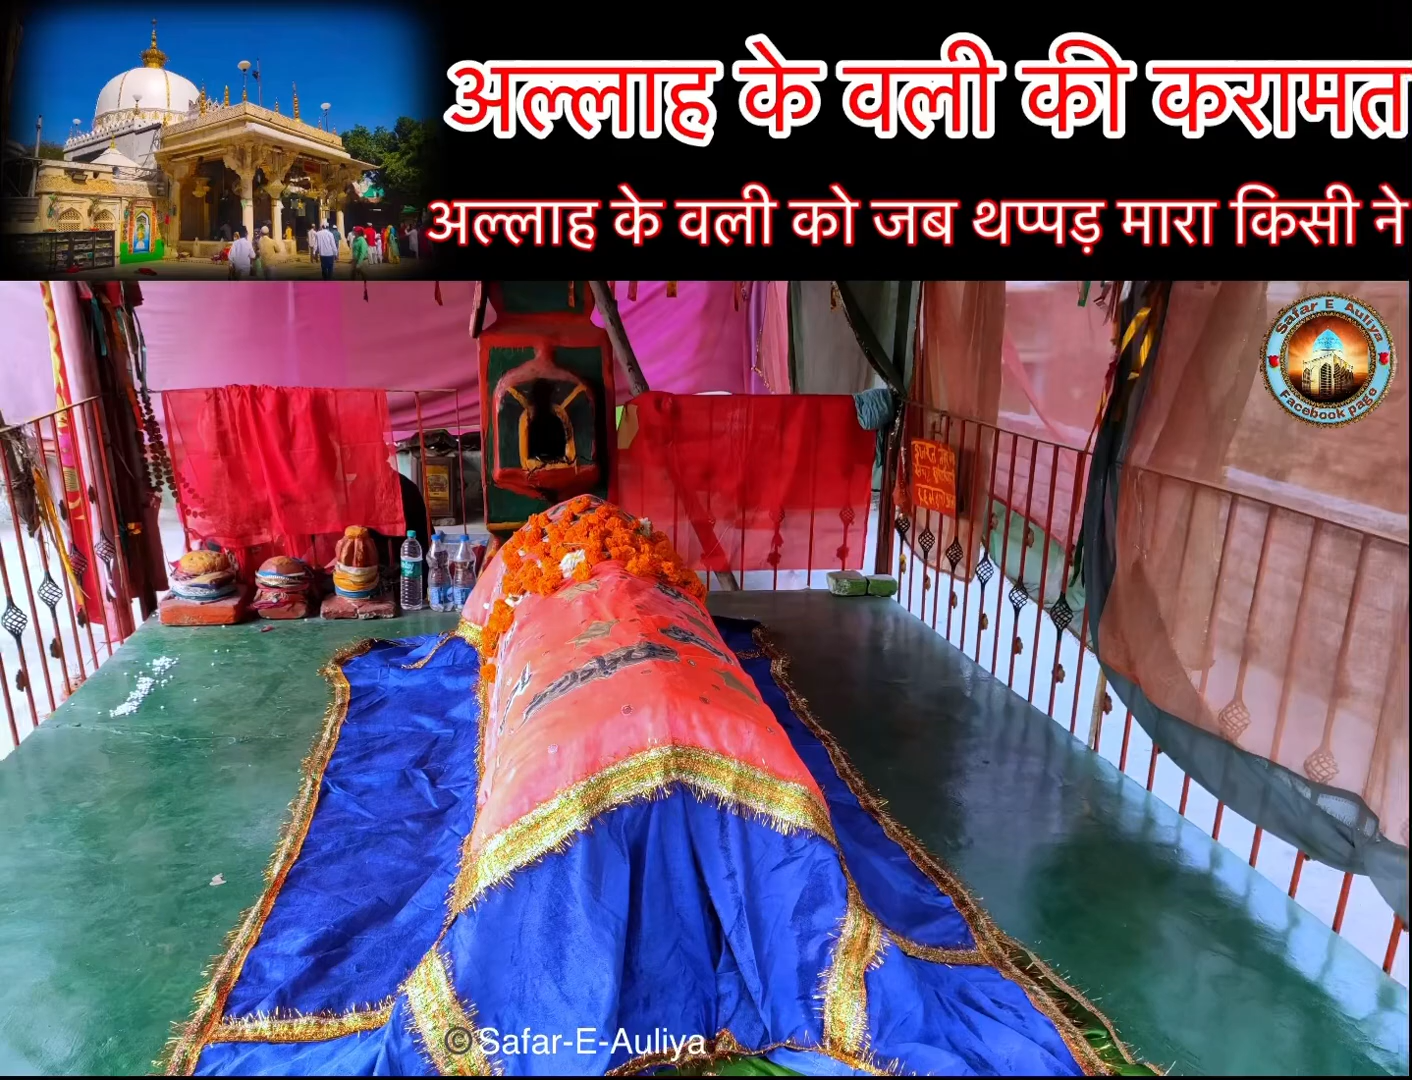 अल्लाह के वली की करामत
अल्लाह के वली को जब थप्पड़ मारा किसी ने
Safar E Auliya
Facebook page
©Safar-E-Auliya